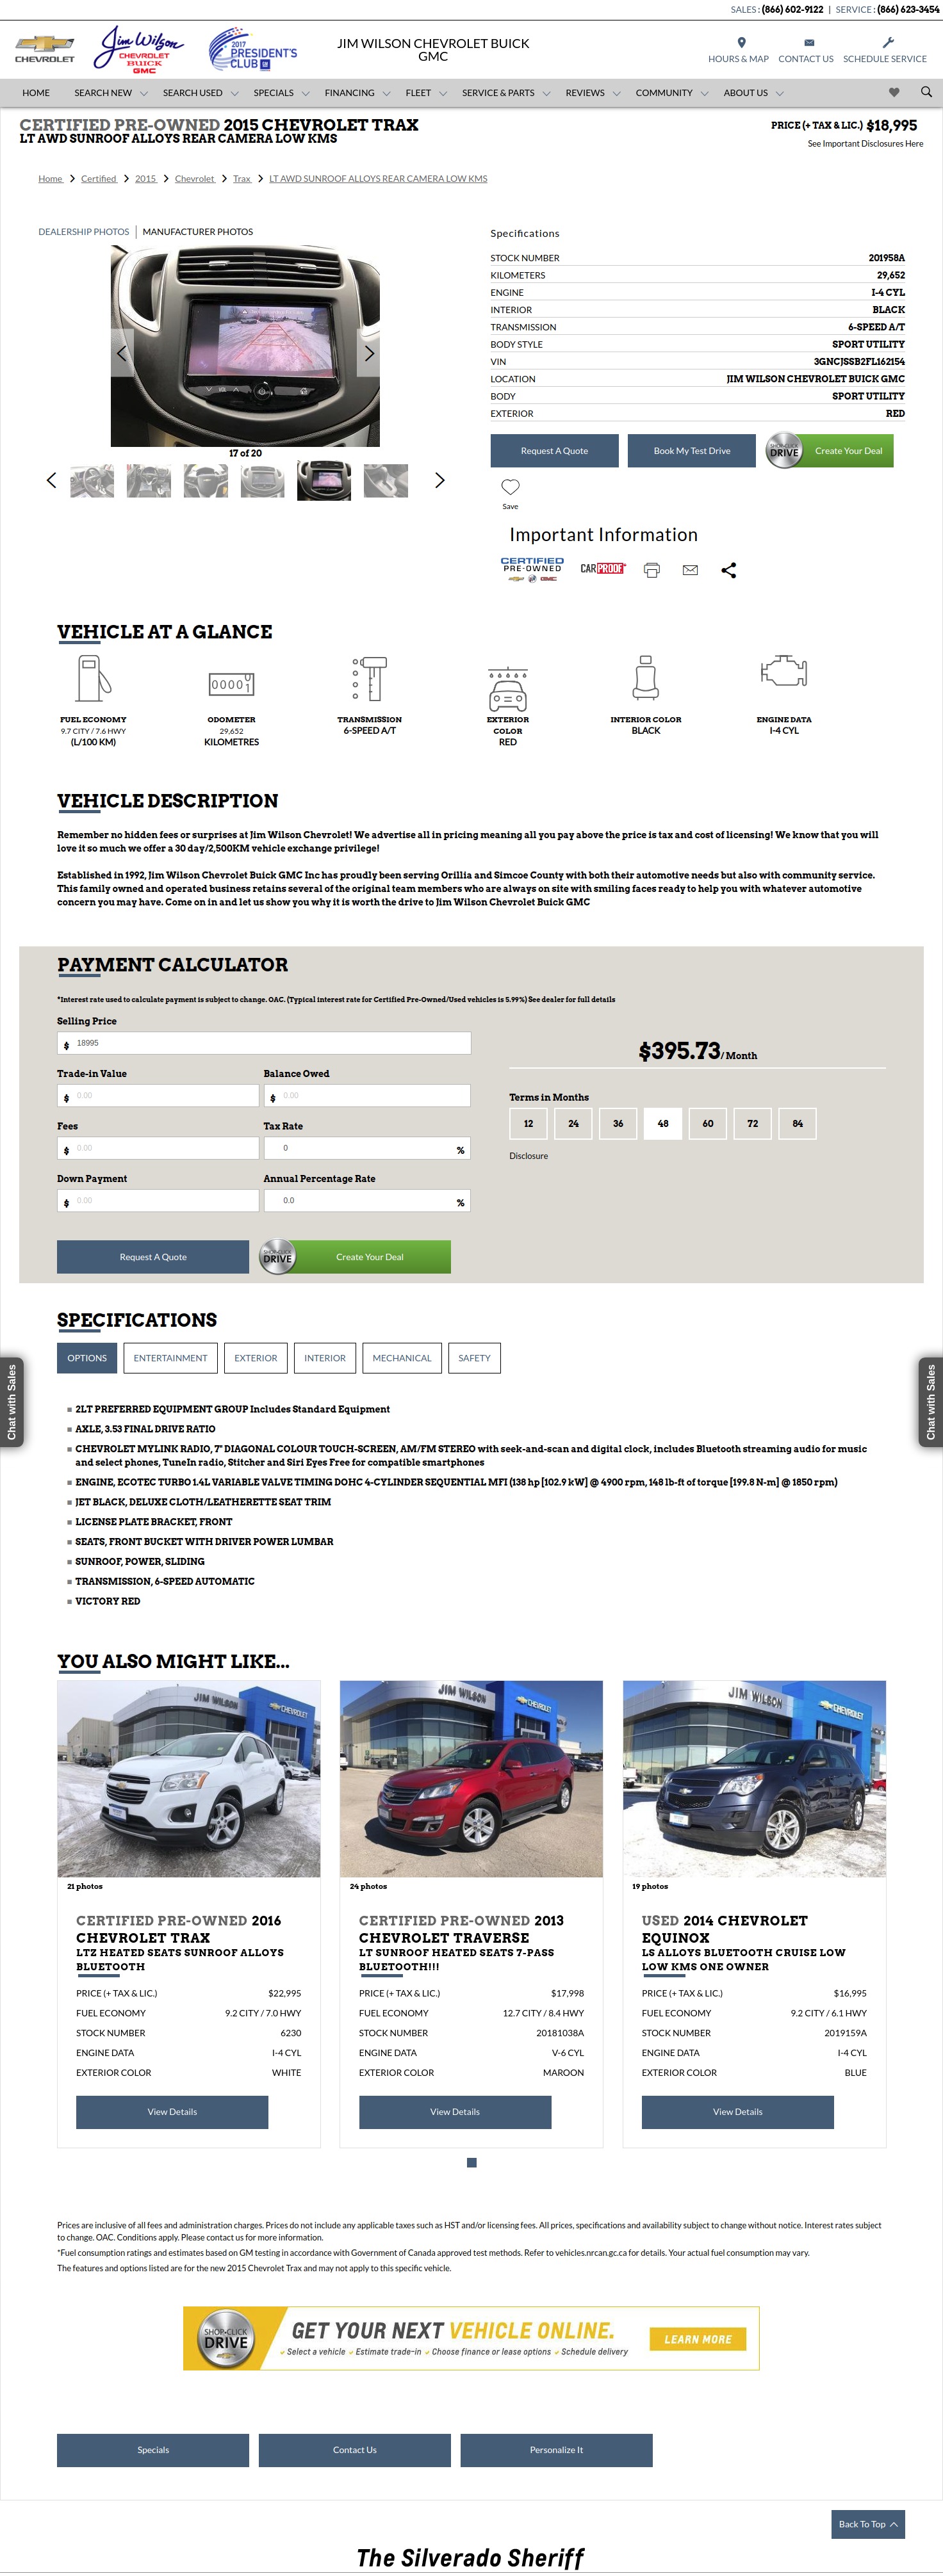 SALES : (866) 602-9122 | SERVICE : (866) 623-3454
CHEVROLET
Jim Wilson
CHEVROLET
BUICK
GMC
2017
PRESIDENT'S
CLUB
JIM WILSON CHEVROLET BUICK
GMC
HOURS & MAP CONTACT US SCHEDULE SERVICE
HOME SEARCH NEW SEARCH USED SPECIALS FINANCING FLEET SERVICE & PARTS REVIEWS COMMUNITY ABOUT US
CERTIFIED PRE-OWNED 2015 CHEVROLET TRAX
LT AWD SUNROOF ALLOYS REAR CAMERA LOW KMS
PRICE (+ TAX & LIC.) $18,995
See Important Disclosures Here
Home Certified 2015 Chevrolet Trax LT AWD SUNROOF ALLOYS REAR CAMERA LOW KMS
DEALERSHIP PHOTOS MANUFACTURER PHOTOS
17 of 20
Specifications
STOCK NUMBER 201958A
KILOMETERS 29,652
ENGINE I-4 CYL
INTERIOR BLACK
TRANSMISSION 6-SPEED A/T
BODY STYLE SPORT UTILITY
VIN 3GNCJSSB2FL162154
LOCATION JIM WILSON CHEVROLET BUICK GMC
BODY SPORT UTILITY
EXTERIOR RED
Request A Quote Book My Test Drive SHOP-CLICK DRIVE Create Your Deal
Save
Important Information
CERTIFIED
PRE-OWNED
CARPROOF
VEHICLE AT A GLANCE
00001
FUEL ECONOMY
9.7 CITY / 7.6 HWY
(L/100 KM)
ODOMETER
29,652
KILOMETRES
TRANSMISSION
6-SPEED A/T
EXTERIOR
COLOR
RED
INTERIOR COLOR
BLACK
ENGINE DATA
I-4 CYL
VEHICLE DESCRIPTION
Remember no hidden fees or surprises at Jim Wilson Chevrolet! We advertise all in pricing meaning all you pay above the price is tax and cost of licensing! We know that you will
love it so much we offer a 30 day/2,500KM vehicle exchange privilege!
Established in 1992, Jim Wilson Chevrolet Buick GMC Inc has proudly been serving Orillia and Simcoe County with both their automotive needs but also with community service.
This family owned and operated business retains several of the original team members who are always on site with smiling faces ready to help you with whatever automotive
concern you may have. Come on in and let us show you why it is worth the drive to Jim Wilson Chevrolet Buick GMC
PAYMENT CALCULATOR
*Interest rate used to calculate payment is subject to change. OAC. (Typical interest rate for Certified Pre-Owned/Used vehicles is 5.99%) See dealer for full details
Selling Price
$ 18995
Trade-in Value Balance Owed
$ 0.00 $ 0.00
Fees Tax Rate
$ 0.00 0 %
Down Payment Annual Percentage Rate
$ 0.00 0.0 %
$395.73/ Month
Terms in Months
12 24 36 48 60 72 84
Disclosure
Request A Quote SHOP-CLICK DRIVE Create Your Deal
SPECIFICATIONS
OPTIONS ENTERTAINMENT EXTERIOR INTERIOR MECHANICAL SAFETY
Chat with Sales
Chat with Sales
2LT PREFERRED EQUIPMENT GROUP Includes Standard Equipment
AXLE, 3.53 FINAL DRIVE RATIO
CHEVROLET MYLINK RADIO, 7" DIAGONAL COLOUR TOUCH-SCREEN, AM/FM STEREO with seek-and-scan and digital clock, includes Bluetooth streaming audio for music
and select phones, TuneIn radio, Stitcher and Siri Eyes Free for compatible smartphones
ENGINE, ECOTEC TURBO 1.4L VARIABLE VALVE TIMING DOHC 4-CYLINDER SEQUENTIAL MFI (138 hp [102.9 kW] @ 4900 rpm, 148 lb-ft of torque [199.8 N-m] @ 1850 rpm)
JET BLACK, DELUXE CLOTH/LEATHERETTE SEAT TRIM
LICENSE PLATE BRACKET, FRONT
SEATS, FRONT BUCKET WITH DRIVER POWER LUMBAR
SUNROOF, POWER, SLIDING
TRANSMISSION, 6-SPEED AUTOMATIC
VICTORY RED
YOU ALSO MIGHT LIKE...
JIM WILSON CHEVROLET
JIM WILSON CHEVROLET
JIM WILSON CHEVROLET
21 photos
CERTIFIED PRE-OWNED 2016
CHEVROLET TRAX
LTZ HEATED SEATS SUNROOF ALLOYS
BLUETOOTH
PRICE (+ TAX & LIC.) $22,995
FUEL ECONOMY 9.2 CITY / 7.0 HWY
STOCK NUMBER 6230
ENGINE DATA I-4 CYL
EXTERIOR COLOR WHITE
View Details
24 photos
CERTIFIED PRE-OWNED 2013
CHEVROLET TRAVERSE
LT SUNROOF HEATED SEATS 7-PASS
BLUETOOTH!!!
PRICE (+ TAX & LIC.) $17,998
FUEL ECONOMY 12.7 CITY / 8.4 HWY
STOCK NUMBER 20181038A
ENGINE DATA V-6 CYL
EXTERIOR COLOR MAROON
View Details
19 photos
USED 2014 CHEVROLET
EQUINOX
LS ALLOYS BLUETOOTH CRUISE LOW
LOW KMS ONE OWNER
PRICE (+ TAX & LIC.) $16,995
FUEL ECONOMY 9.2 CITY / 6.1 HWY
STOCK NUMBER 2019159A
ENGINE DATA I-4 CYL
EXTERIOR COLOR BLUE
View Details
Prices are inclusive of all fees and administration charges. Prices do not include any applicable taxes such as HST and/or licensing fees. All prices, specifications and availability subject to change without notice. Interest rates subject
to change. OAC. Conditions apply. Please contact us for more information.
*Fuel consumption ratings and estimates based on GM testing in accordance with Government of Canada approved test methods. Refer to vehicles.nrcan.gc.ca for details. Your actual fuel consumption may vary.
The features and options listed are for the new 2015 Chevrolet Trax and may not apply to this specific vehicle.
SHOP-CLICK
DRIVE
GET YOUR NEXT VEHICLE ONLINE.
Select a vehicle Estimate trade-in Choose finance or lease options Schedule delivery
LEARN MORE
Specials Contact Us Personalize It
Back To Top
The Silverado Sheriff